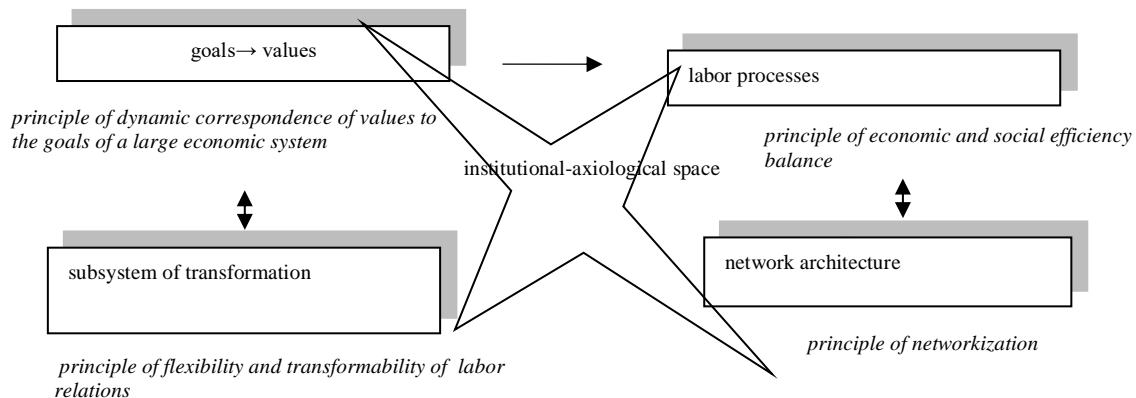 goals→ values
labor processes
principle of dynamic correspondence of values to
the goals of a large economic system
principle of economic and social efficiency
balance
institutional-axiological space
subsystem of transformation
network architecture
principle of networkization
principle of flexibility and transformability of labor
relations